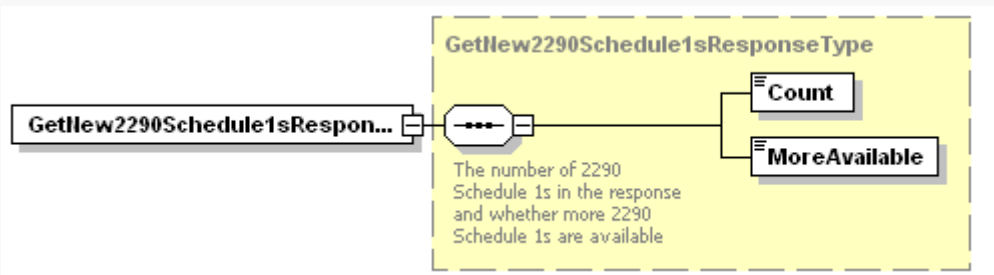 GetNew2290Schedule1sResponseType
Count
GetNew2290Schedule1sRespon...
MoreAvailable
The number of 2290
Schedule 1s in the response
and whether more 2290
Schedule 1s are available